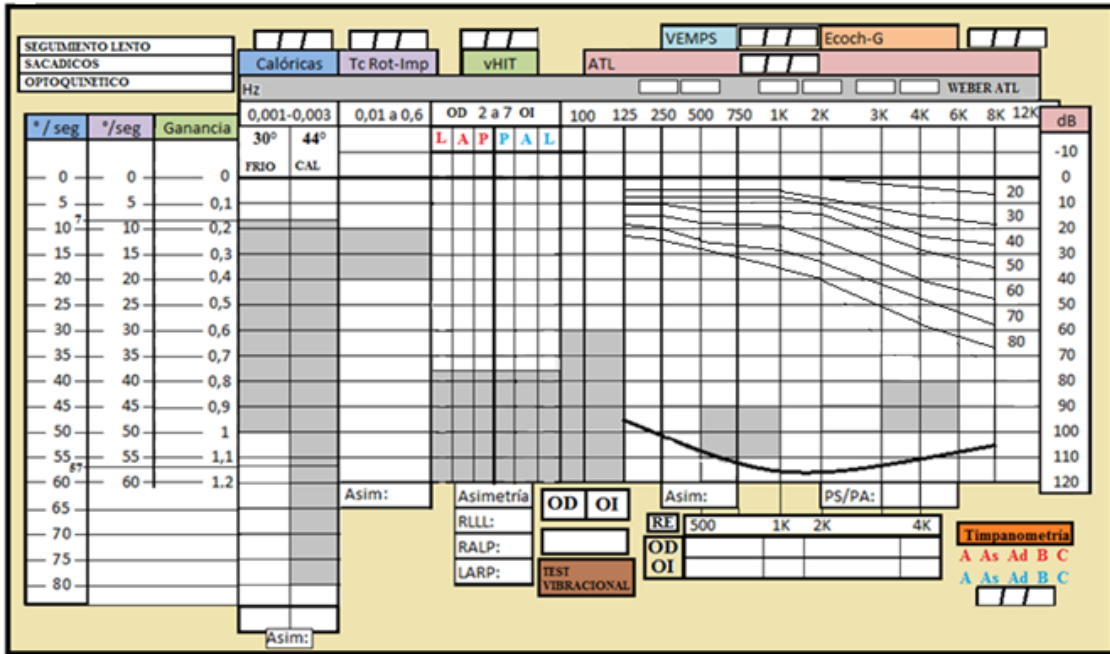 VEMPS Ecoch-G
SEGUIMIENTO LENTO
SACADICOS
OPTOQUINETICO
Calóricas Tc Rot-Imp vHIT ATL
Hz WEBER ATL
° / seg °/seg Ganancia 0,001-0,003 0,01 a 0,6 OD 2 a 7 OI 100 125 250 500 750 1K 2K 3K 4K 6K 8K 12K dB
30° 44° L A P P A L -10
FRIO CAL
0 0 0 0
5 5 0,1 10
7
10 10 0,2 20
15 15 0,3 30
20 20 0,4 40
25 25 0,5 50
30 30 0,6 60
35 35 0,7 70
40 40 0,8 80
45 45 0,9 90
50 50 1 100
55 55 1,1 110
57
60 60 1.2 120
20
30
40
50
60
70
80
65
70
75
80
Asim: Asimetría OD OI Asim: PS/PA:
RLLL:
RALP:
LARP:
TEST
VIBRACIONAL
RE 500 1K 2K 4K
OD
OI
Timpanometría
A As Ad B C
A As Ad B C
Asim: